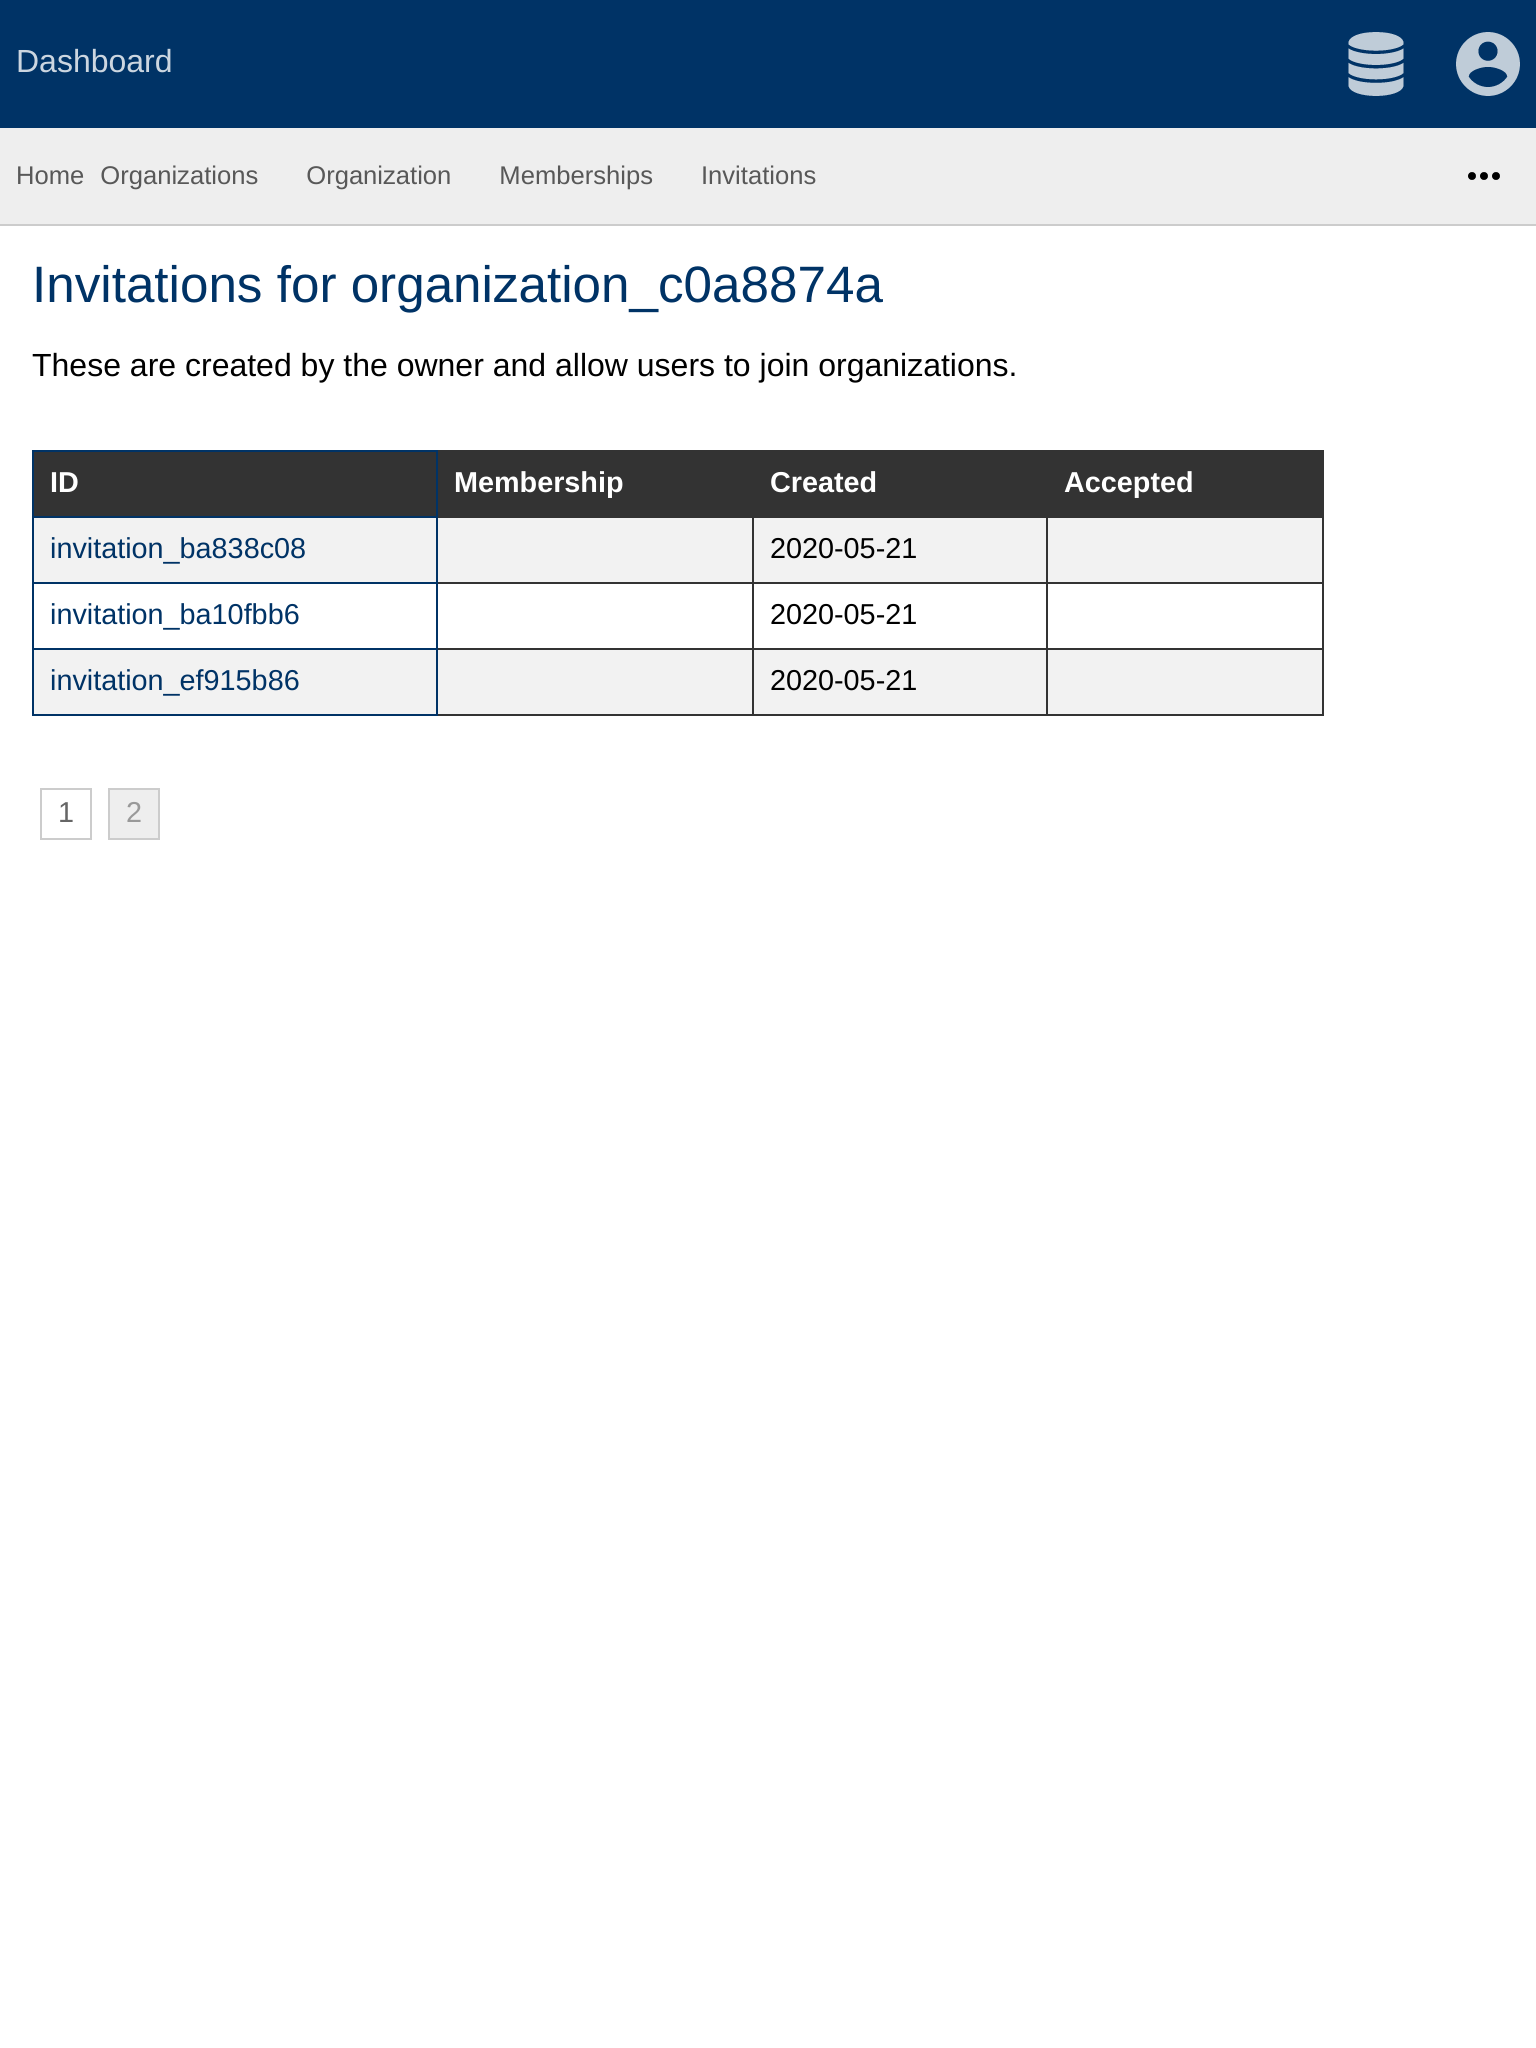 Dashboard
Home Organizations Organization Memberships Invitations
Invitations for organization_c0a8874a
These are created by the owner and allow users to join organizations.
ID Membership Created Accepted
invitation_ba838c08 2020-05-21
invitation_ba10fbb6 2020-05-21
invitation_ef915b86 2020-05-21
1 2